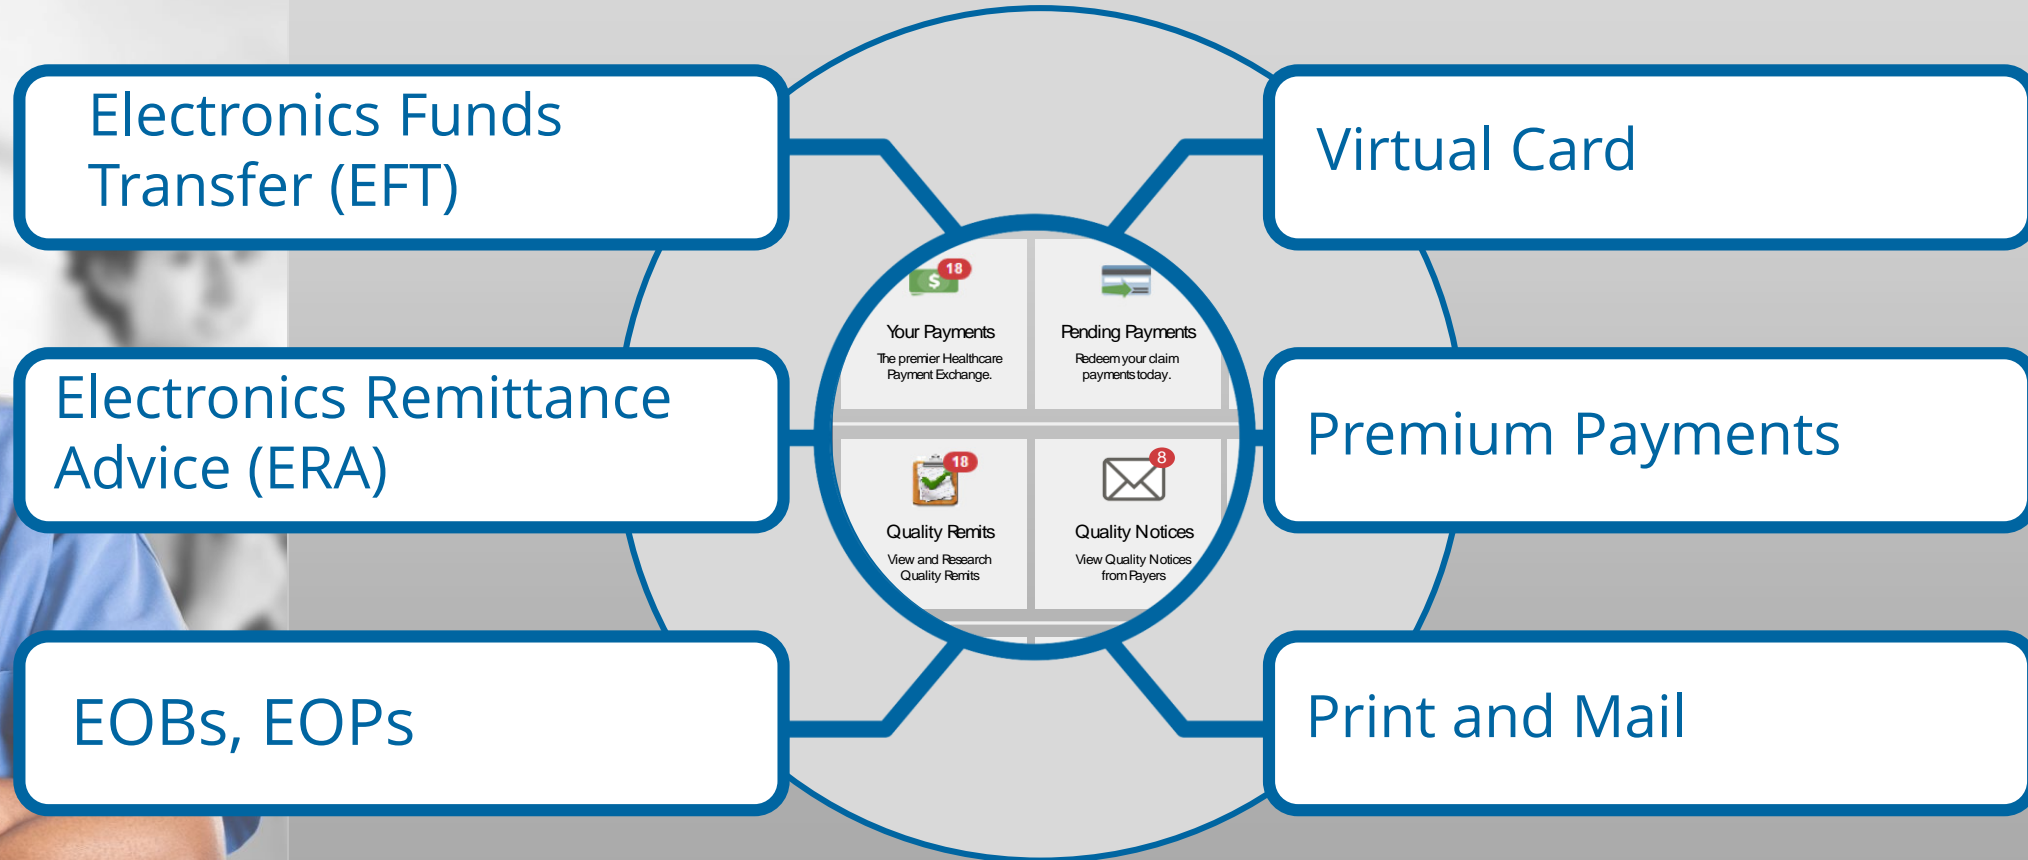 Electronics Funds
Transfer (EFT)
Electronics Remittance
Advice (ERA)
EOBs, EOPs
18
$
Your Payments
The premier Healthcare
Payment Exchange.
Pending Payments
Redeem your claim
payments today.
18
Quality Remits
View and Research
Quality Remits
8
Quality Notices
View Quality Notices
from Payers
Virtual Card
Premium Payments
Print and Mail